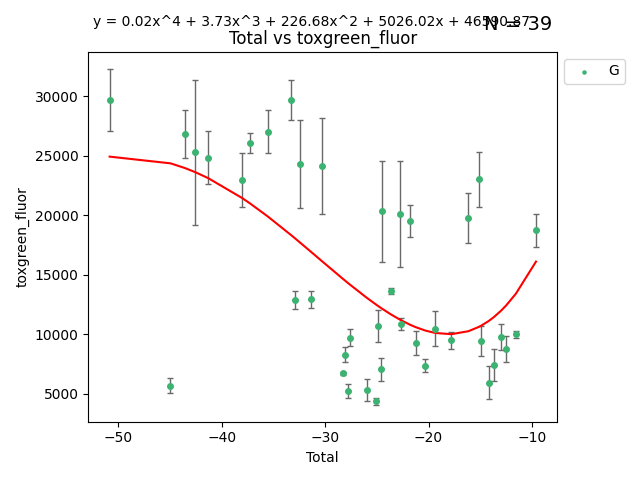 y = 0.02x^4 + 3.73x^3 + 226.68x^2 + 5026.02x + 46590.87
N = 39
Total vs toxgreen_fluor
G
30000
25000
20000
15000
10000
5000
toxgreen_fluor
−50 −40 −30 −20 −10
Total